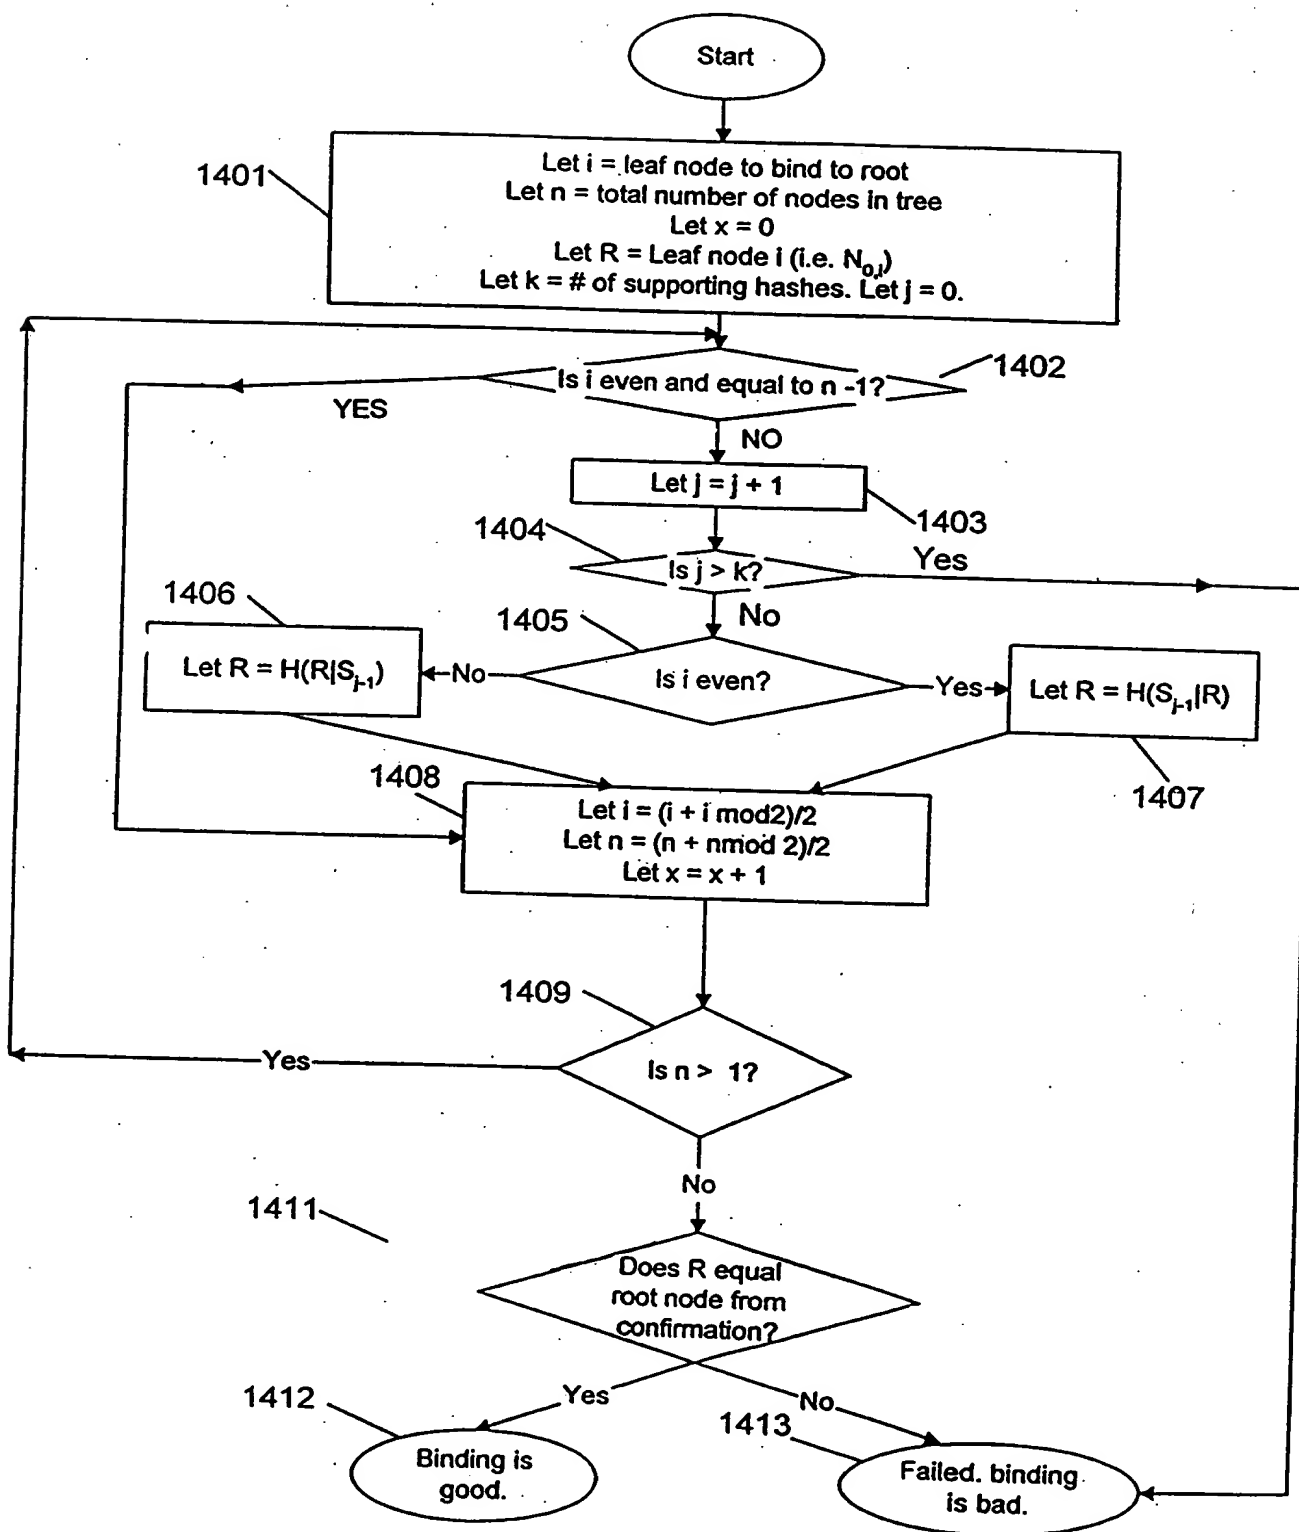 Start
1401
Let i = leaf node to bind to root
Let n = total number of nodes in tree
Let x = 0
Let R = Leaf node i (i.e. N0,i)
Let k = # of supporting hashes. Let j = 0.
1402
Is i even and equal to n -1?
YES
NO
Let j = j + 1
1403
1404
Is j > k?
Yes
No
1406
1405
Let R = H(R|Sj-1)
No
Is i even?
Yes
Let R = H(Sj-1|R)
1407
1408
Let i = (i + i mod2)/2
Let n = (n + nmod 2)/2
Let x = x + 1
1409
Is n > 1?
Yes
No
1411
Does R equal
root node from
confirmation?
Yes
No
1412
1413
Binding is
good.
Failed. binding
is bad.